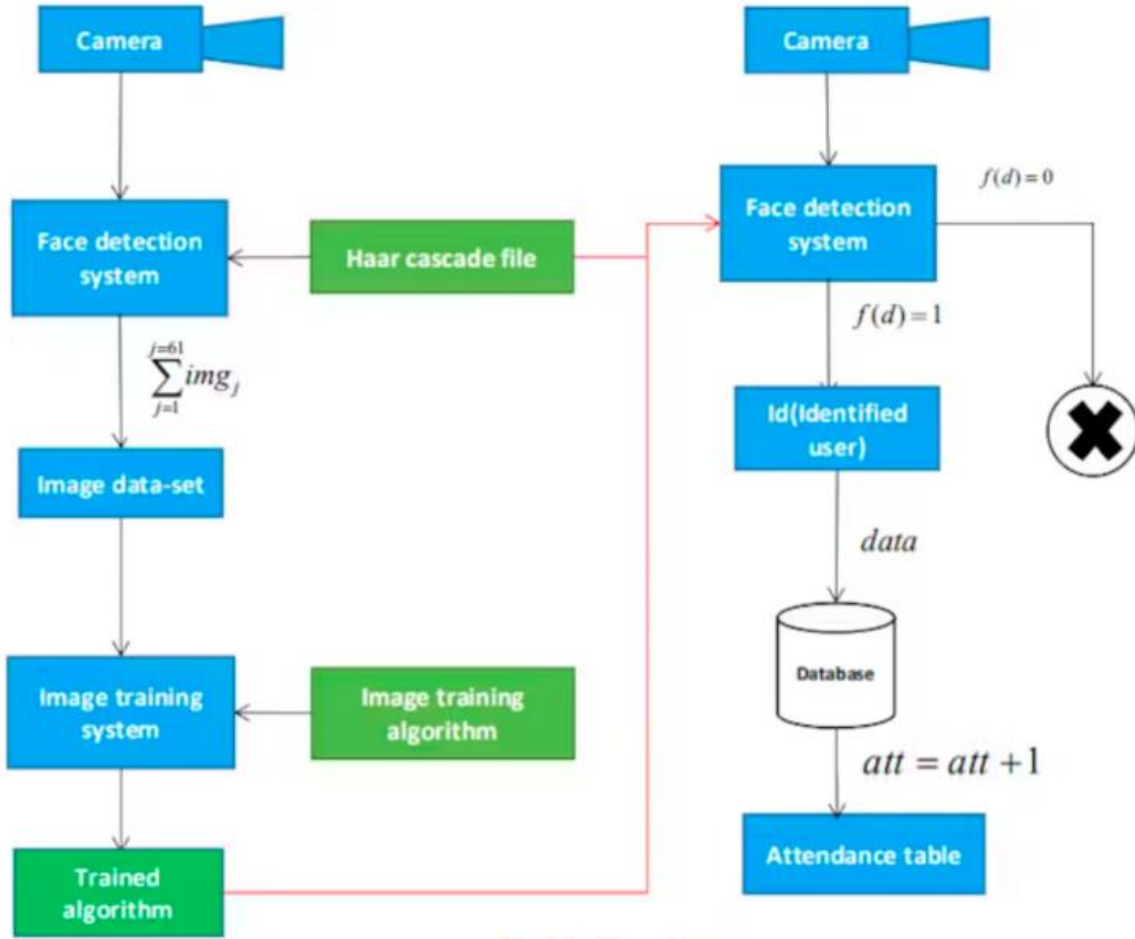 Camera
Camera
Face detection
system
Haar cascade file
Face detection
system
f(d)=0
f(d)=1
j=61
∑ img_j
j=1
Image data-set
Id(Identified
user)
data
Database
Image training
system
Image training
algorithm
att = att +1
Attendance table
Trained
algorithm